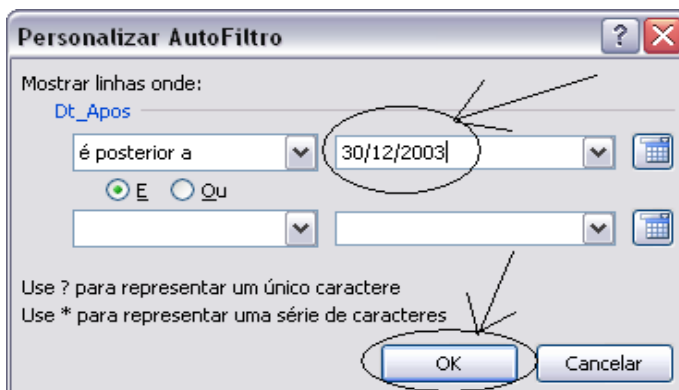 Personalizar AutoFiltro ?
Mostrar linhas onde:
Dt_Apos
é posterior a 30/12/2003
E Ou
Use ? para representar um único caractere
Use * para representar uma série de caracteres
OK Cancelar